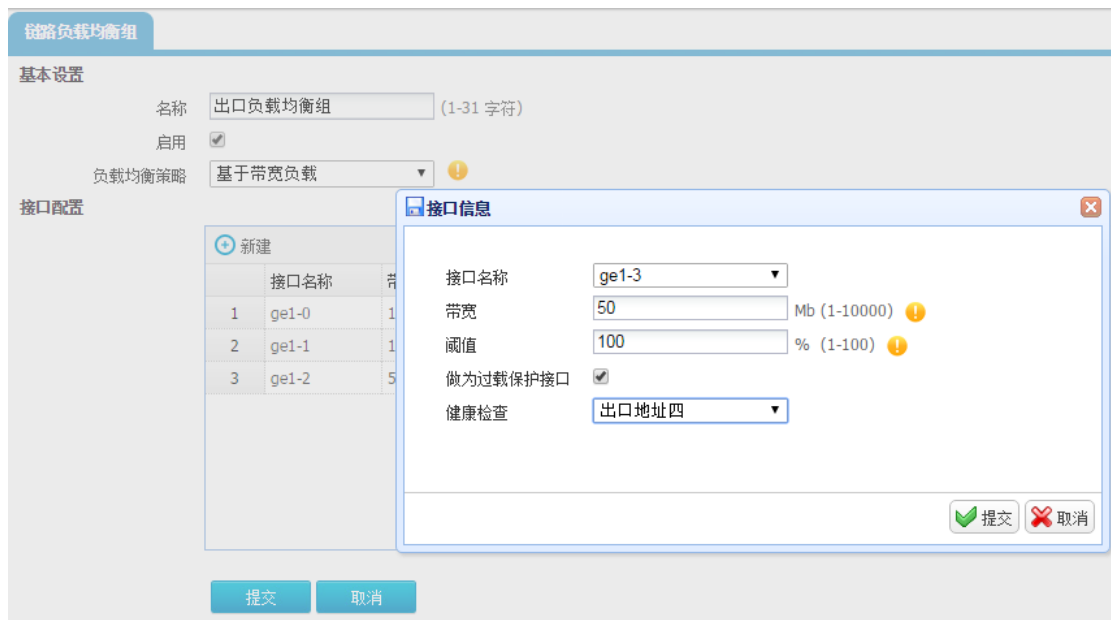 链路负载均衡组
基本设置
名称 出口负载均衡组 (1-31 字符)
启用
负载均衡策略 基于带宽负载
接口配置
新建
接口名称
1 ge1-0 1
2 ge1-1 1
3 ge1-2 5
接口信息
接口名称 ge1-3
带宽 50 Mb (1-10000)
阈值 100 % (1-100)
做为过载保护接口
健康检查 出口地址四
提交 取消
提交 取消